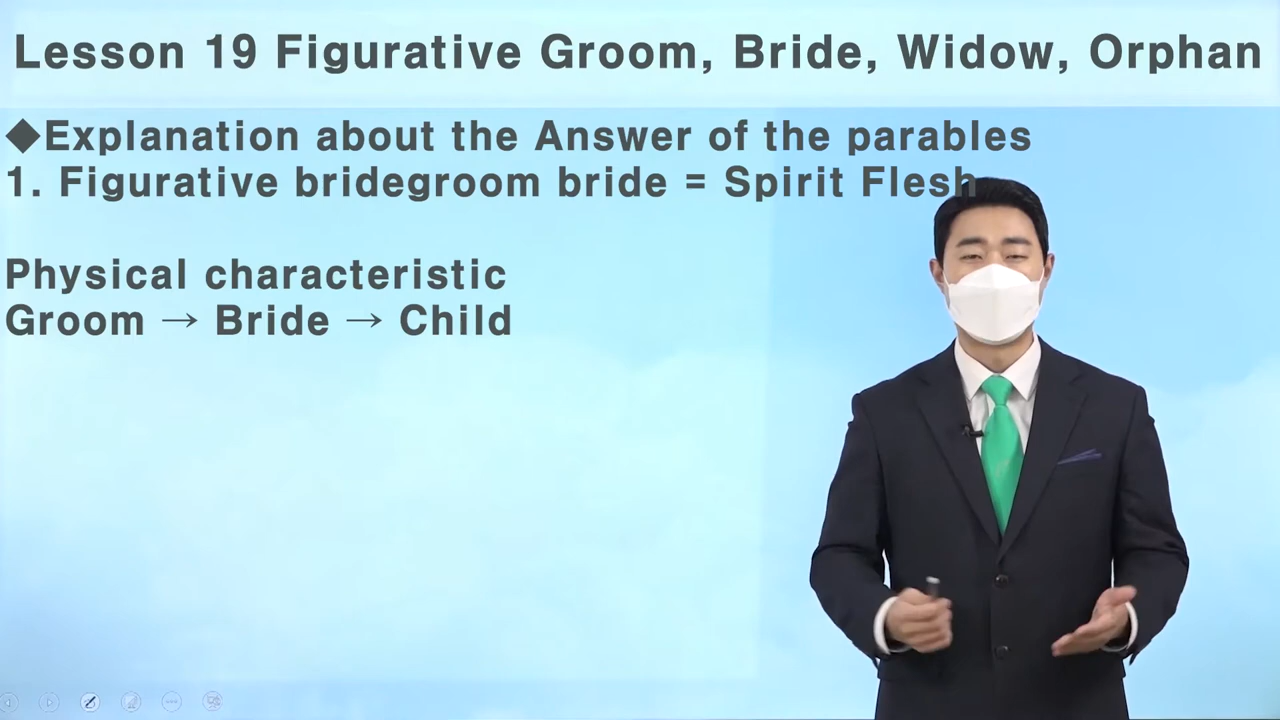 Lesson 19 Figurative Groom, Bride, Widow, Orphan
◆Explanation about the Answer of the parables
1. Figurative bridegroom bride = Spirit Flesh
Physical characteristic
Groom → Bride → Child